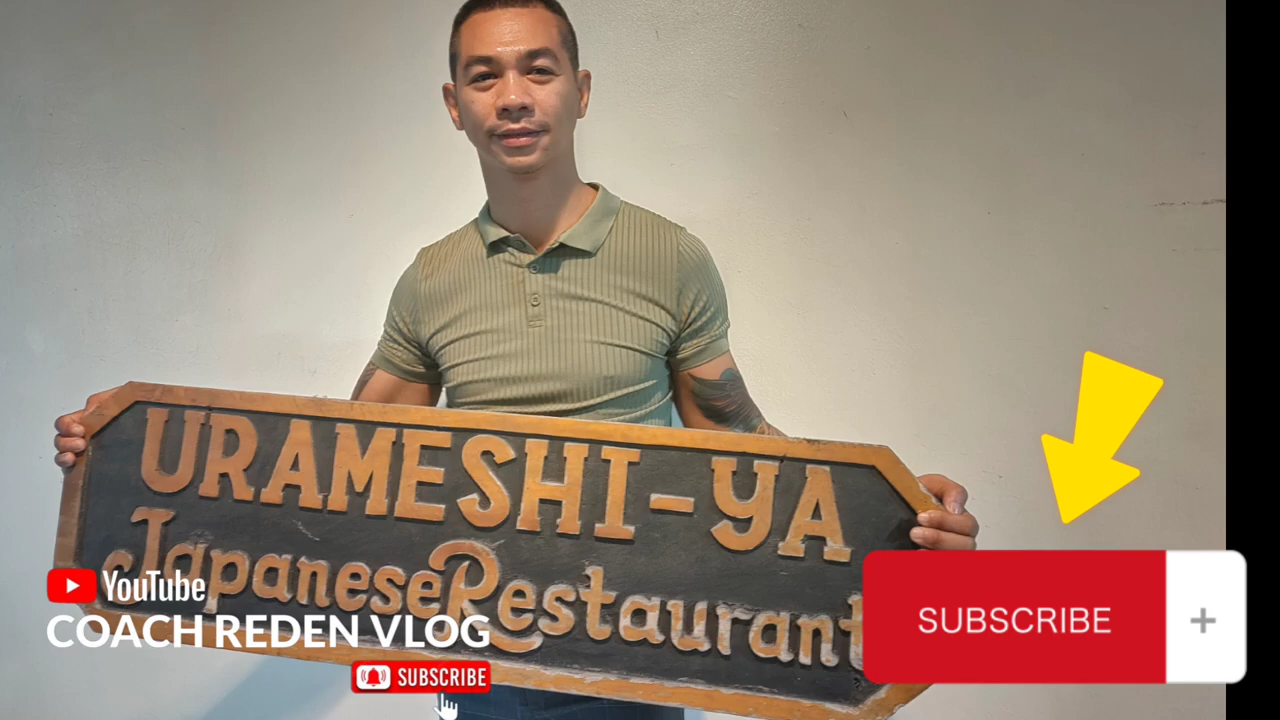 URAMESHI-YA
Japanese Restaurant
YouTube
COACH REDEN VLOG
SUBSCRIBE
SUBSCRIBE +